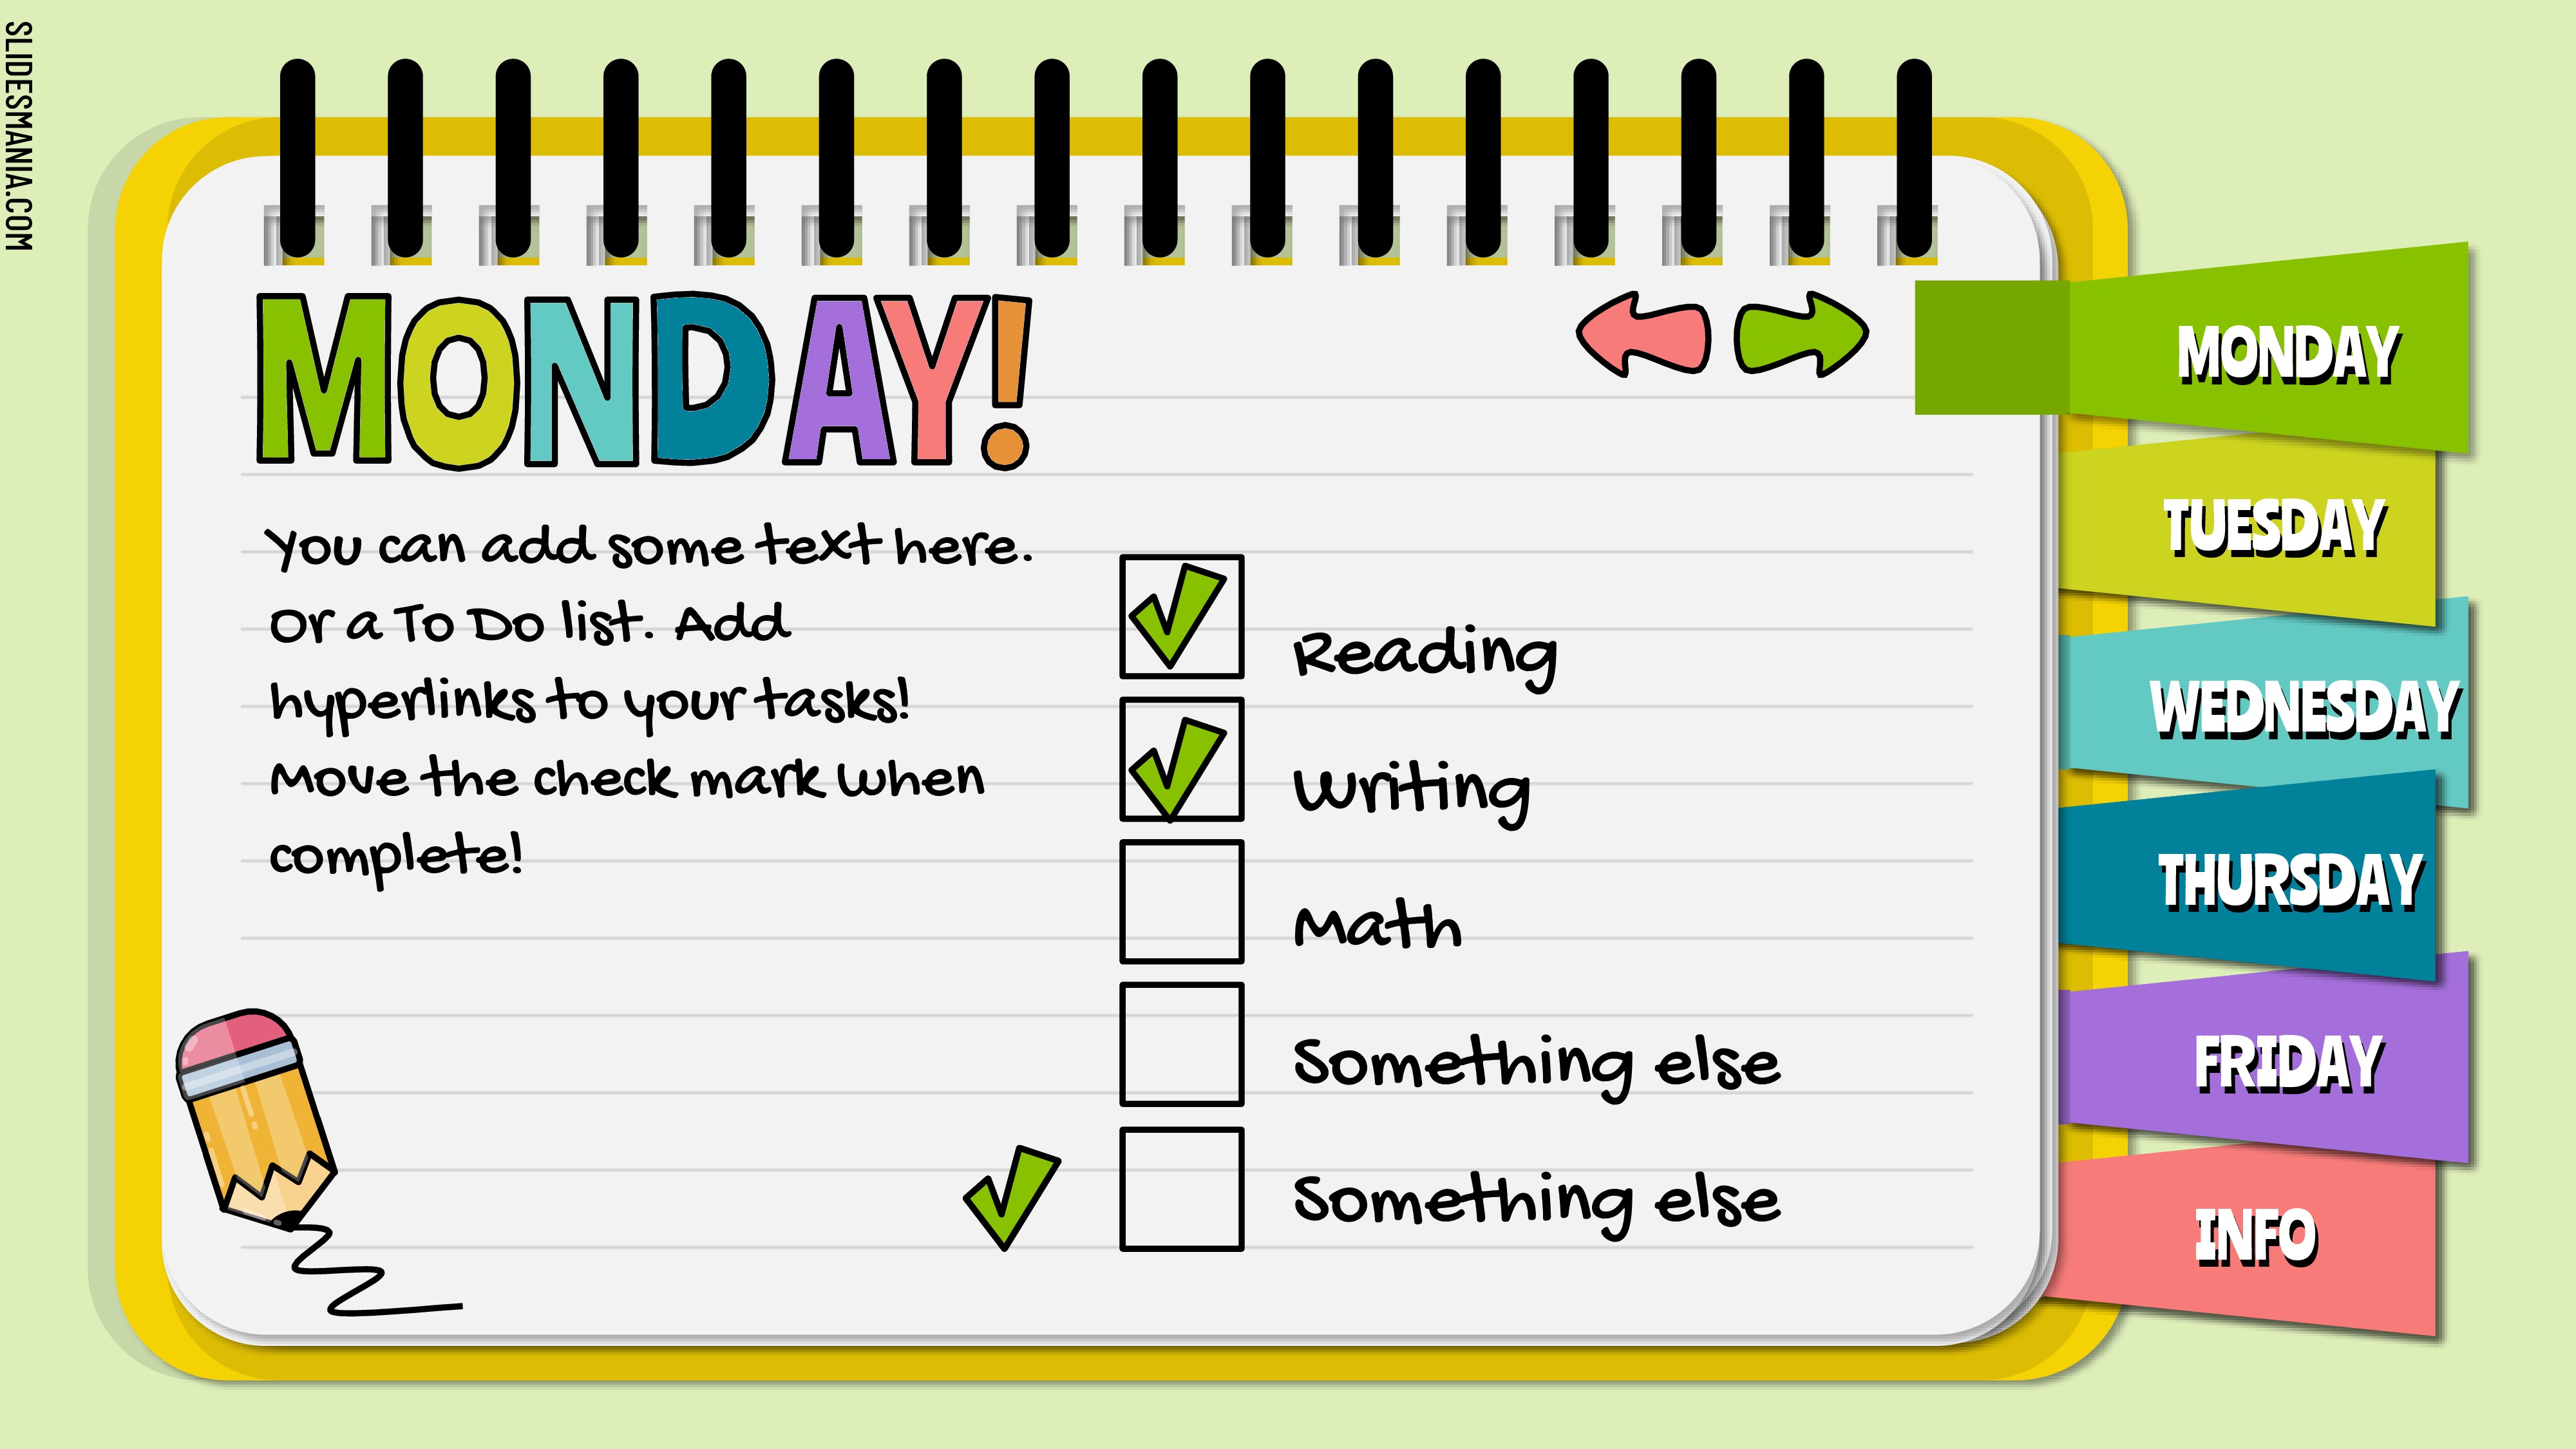 SLIDESMANIA.COM
MONDAY!
You can add some text here.
Or a To Do list. Add
hyperlinks to your tasks!
Move the check mark when
complete!
Reading
Writing
Math
Something else
Something else
MONDAY
TUESDAY
WEDNESDAY
THURSDAY
FRIDAY
INFO